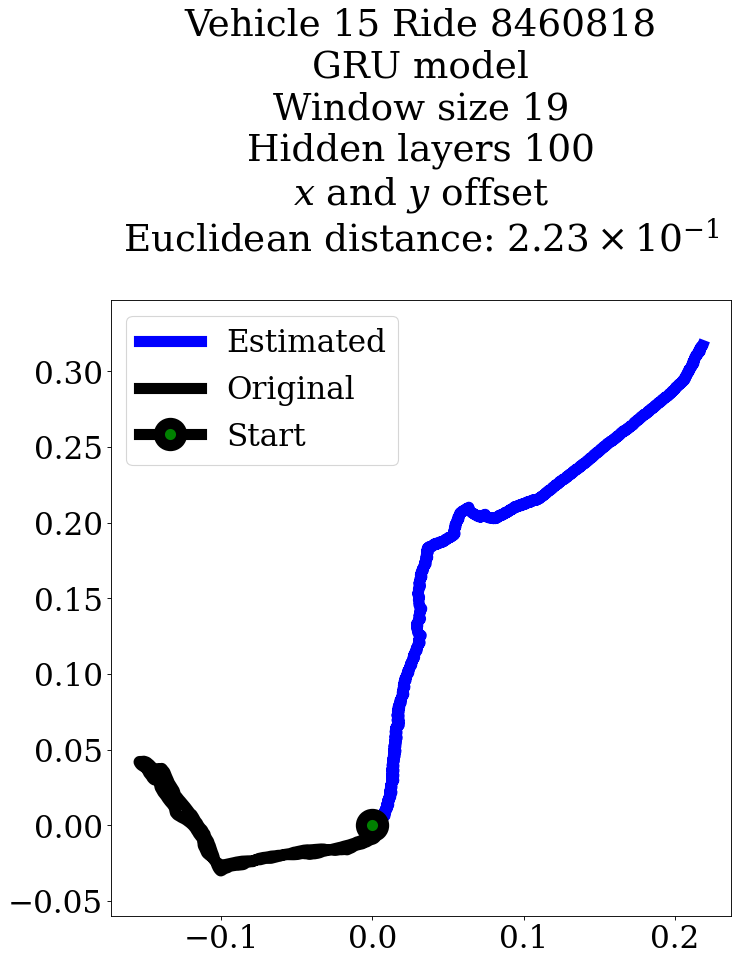 Vehicle 15 Ride 8460818
GRU model
Window size 19
Hidden layers 100
x and y offset
Euclidean distance: 2.23 × 10⁻¹
Estimated
Original
Start
0.30
0.25
0.20
0.15
0.10
0.05
0.00
−0.05
−0.1 0.0 0.1 0.2